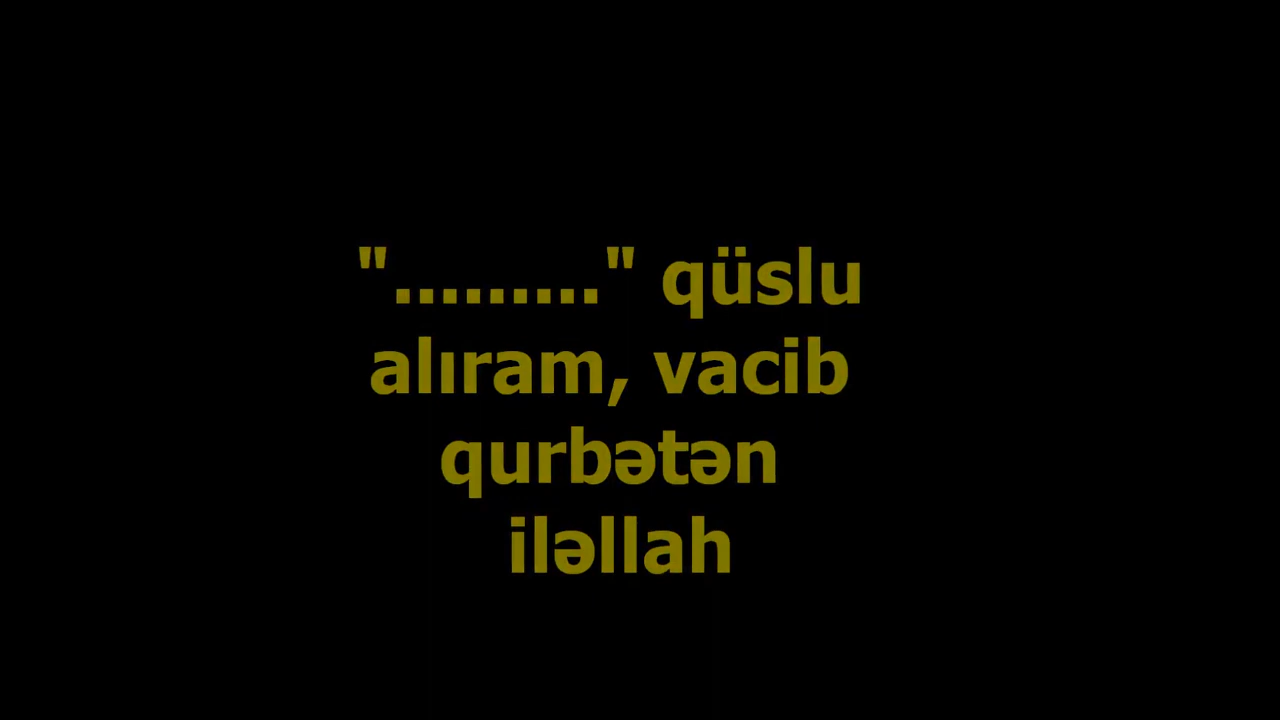 "........." qüslu
alıram, vacib
qurbətən
iləllah